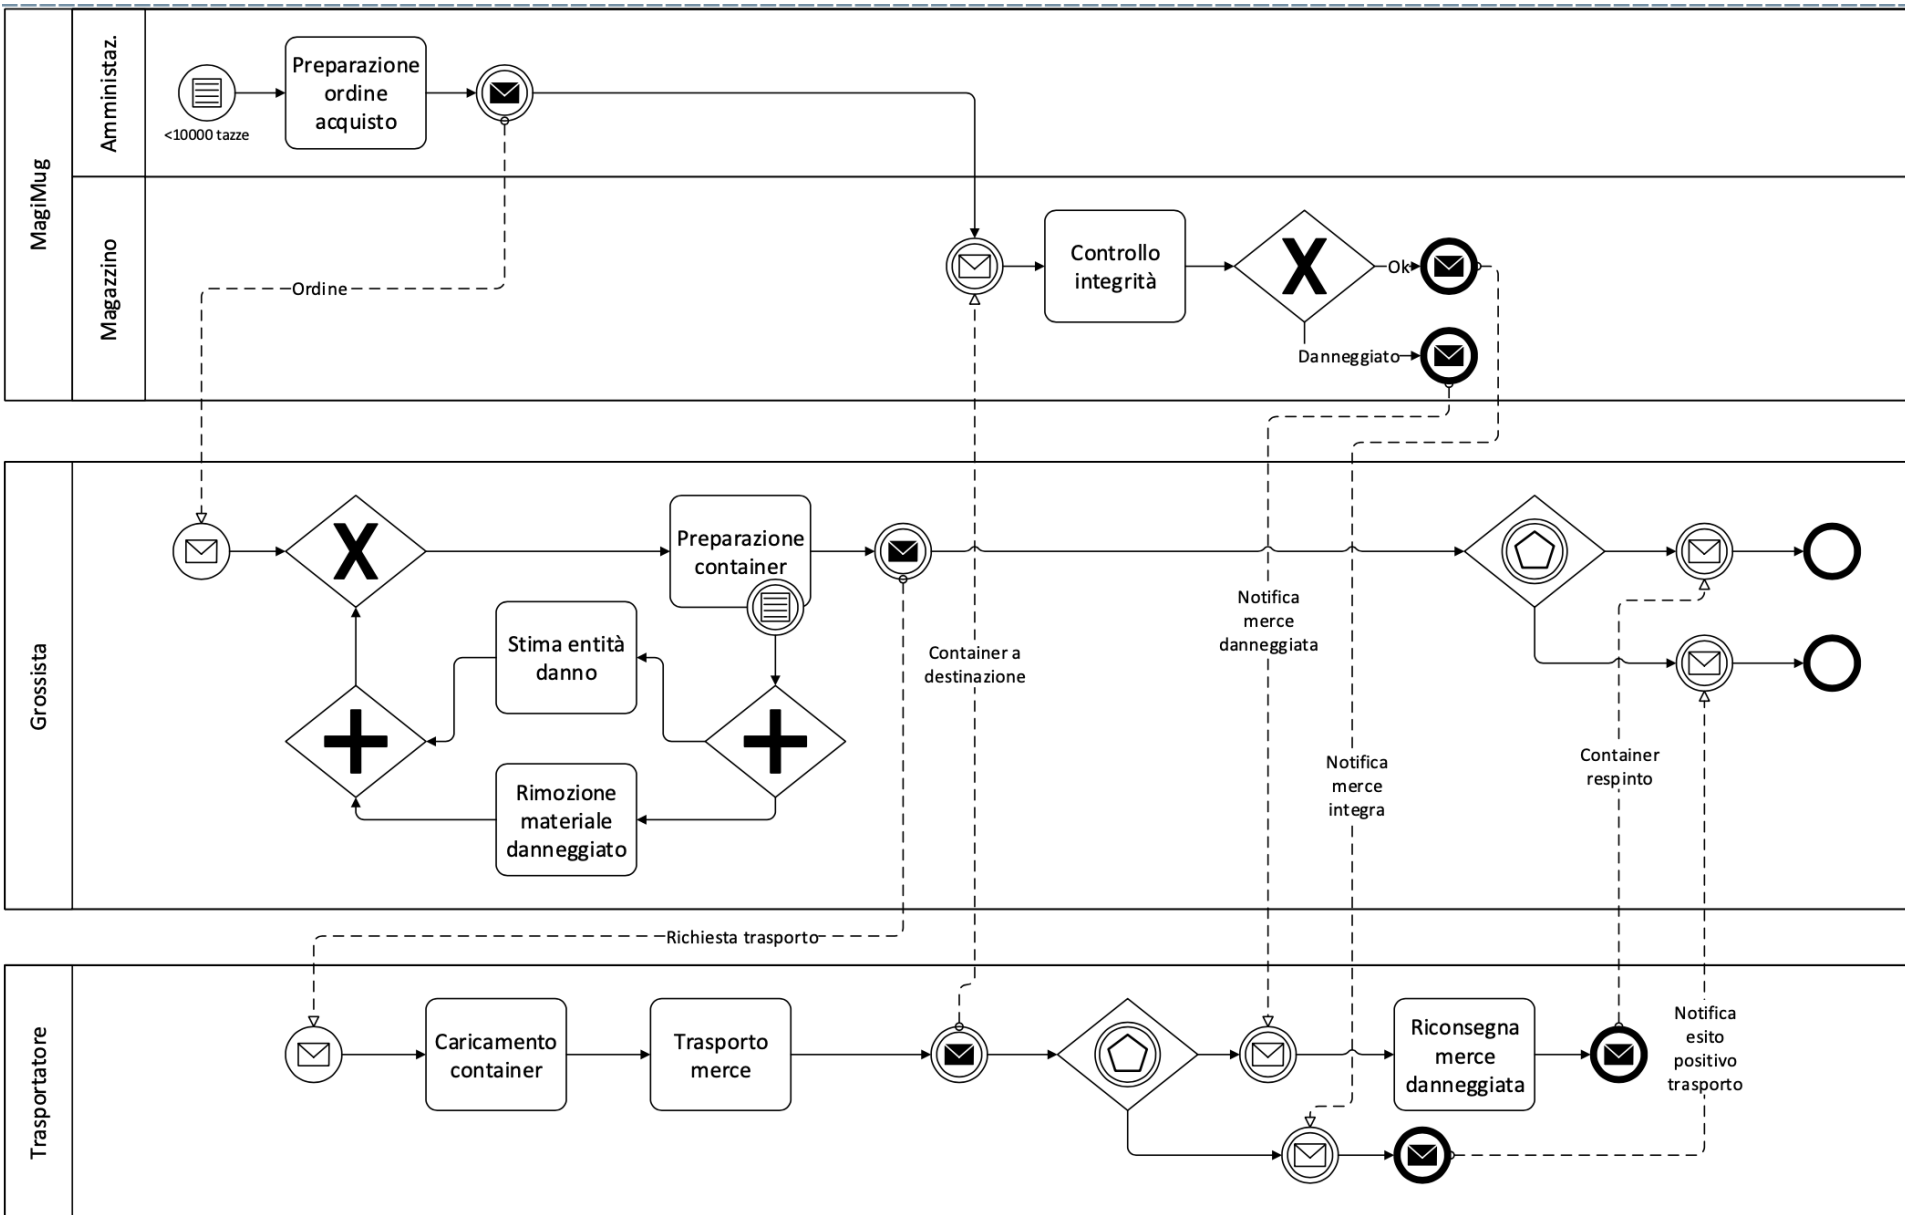 MagiMug
Amministaz.
<10000 tazze
Preparazione
ordine
acquisto
Magazzino
Ordine
Controllo
integrità
Ok
Danneggiato
Grossista
Preparazione
container
Stima entità
danno
Rimozione
materiale
danneggiato
Container a
destinazione
Notifica
merce
danneggiata
Notifica
merce
integra
Container
respinto
Richiesta trasporto
Trasportatore
Caricamento
container
Trasporto
merce
Riconsegna
merce
danneggiata
Notifica
esito
positivo
trasporto